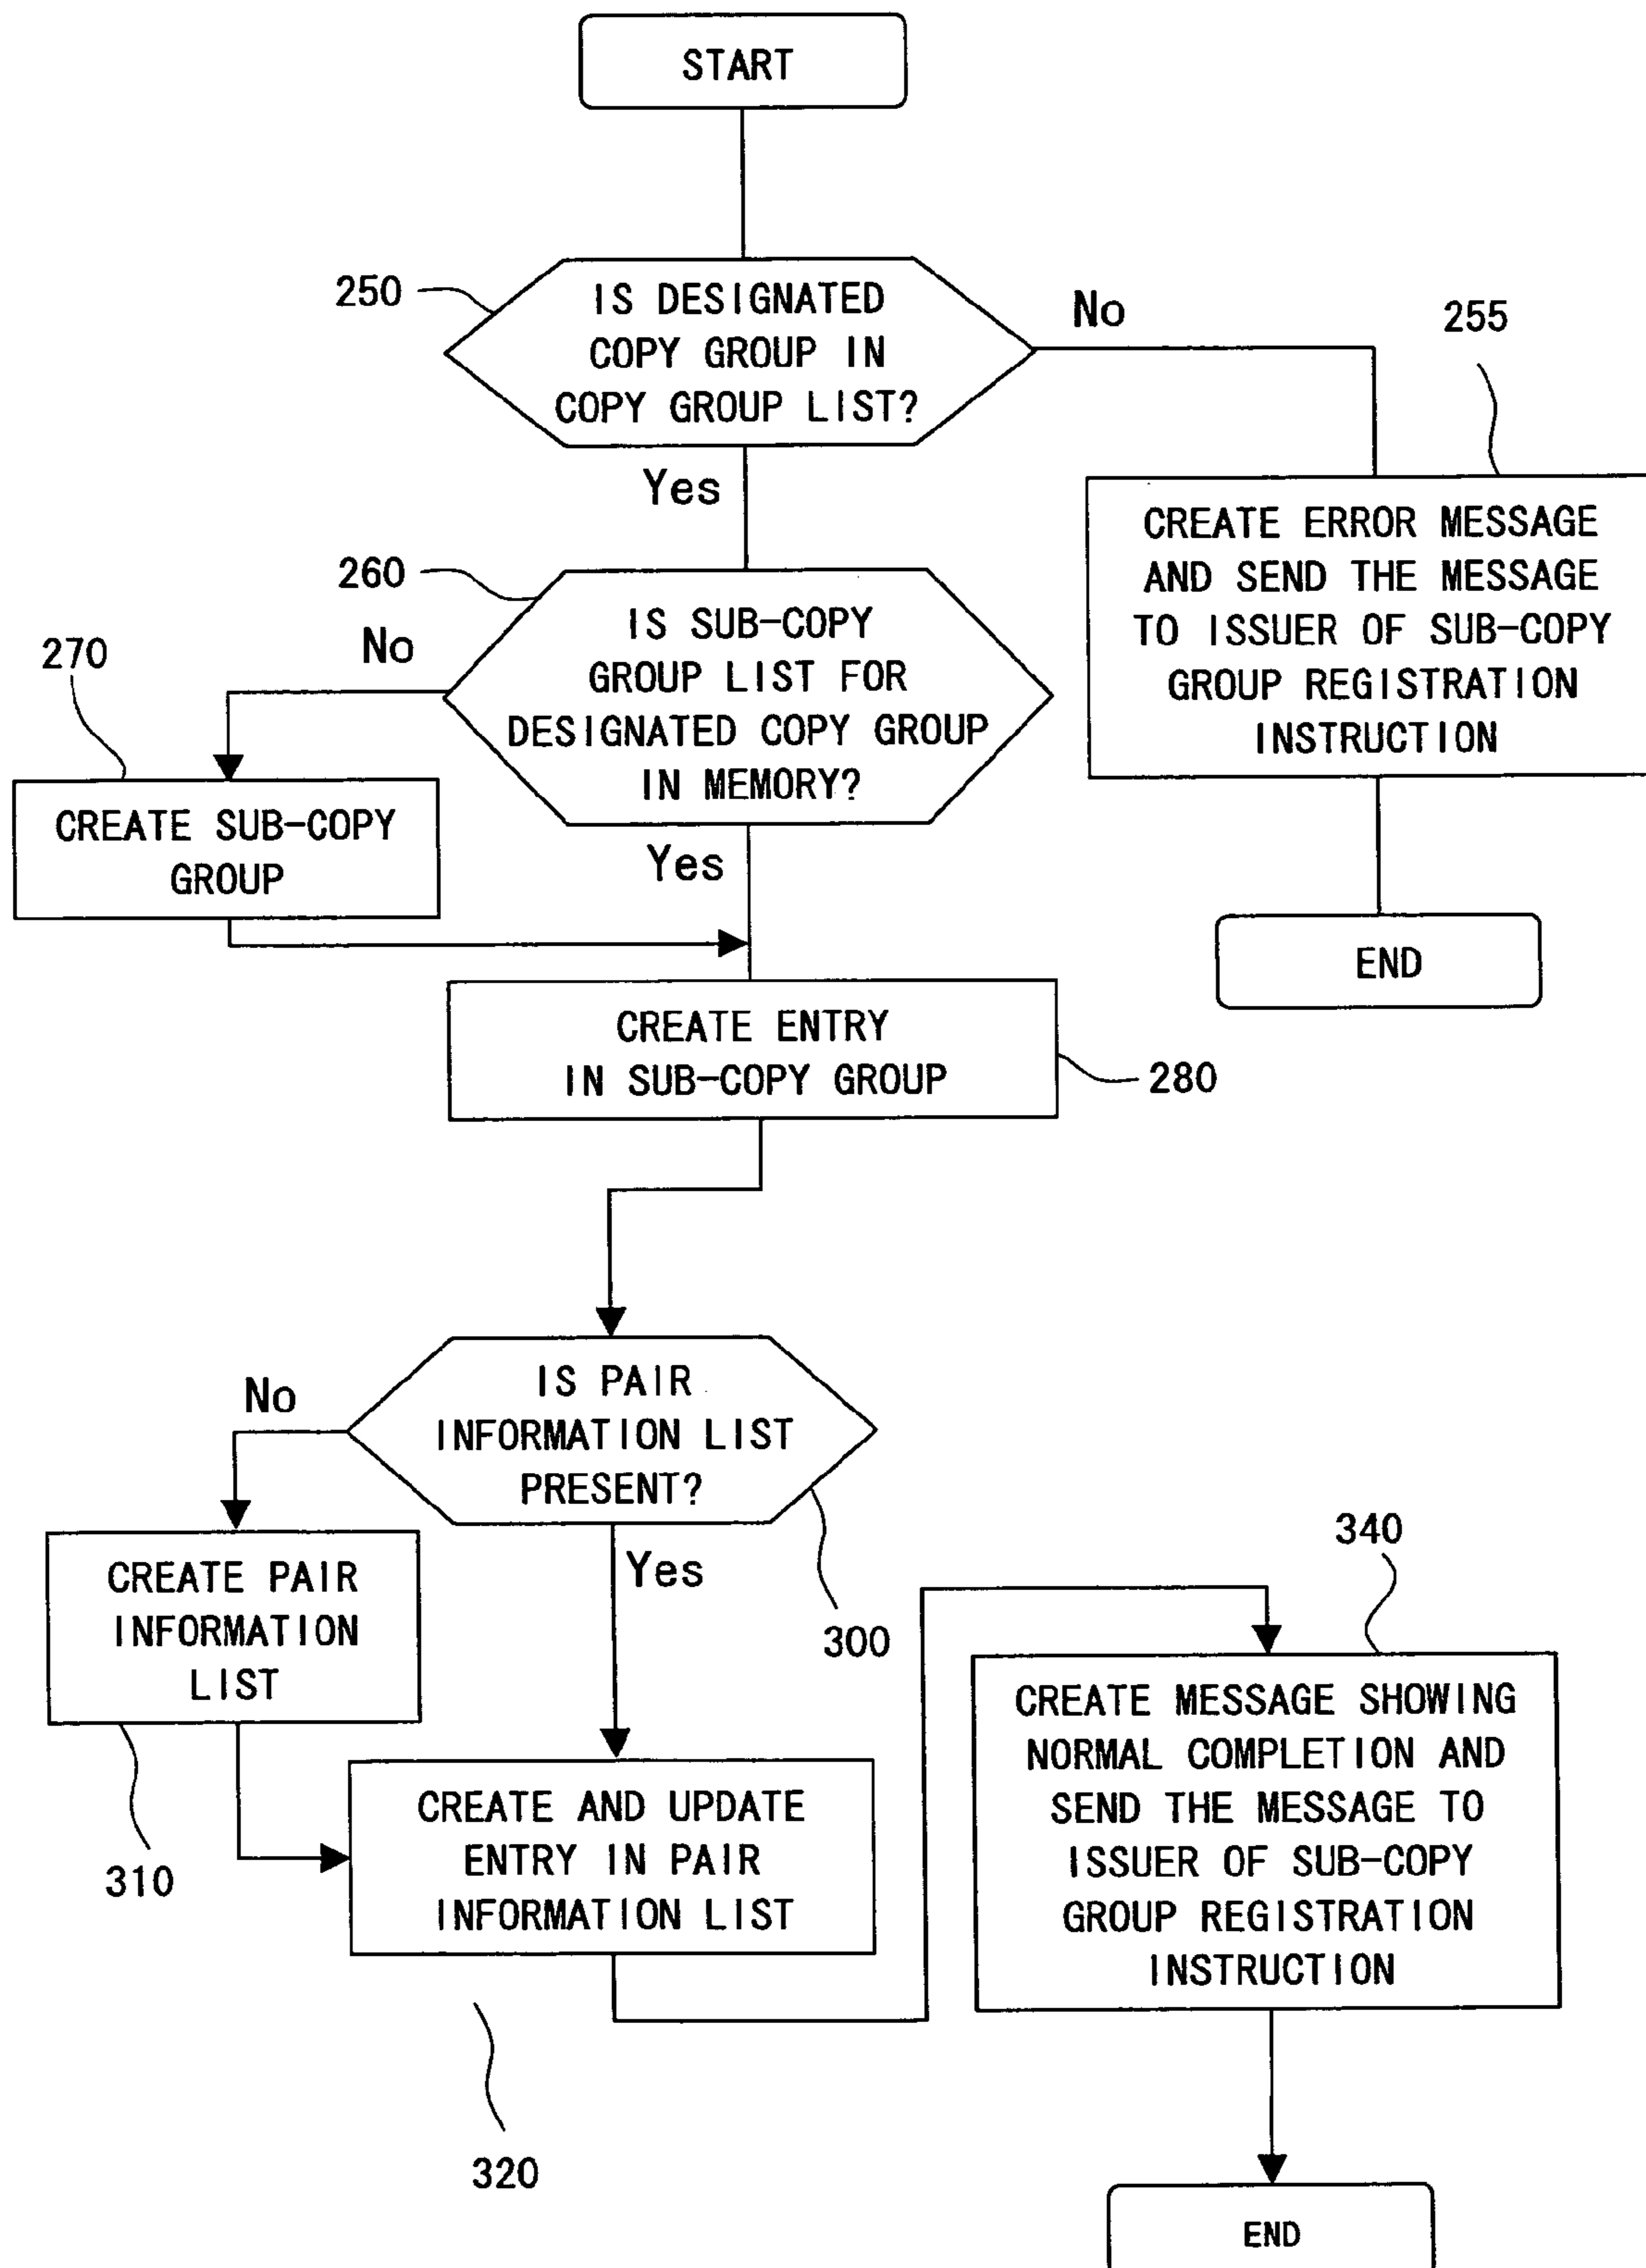 START
250
IS DESIGNATED
COPY GROUP IN
COPY GROUP LIST?
No
255
Yes
CREATE ERROR MESSAGE
AND SEND THE MESSAGE
TO ISSUER OF SUB-COPY
GROUP REGISTRATION
INSTRUCTION
260
IS SUB-COPY
GROUP LIST FOR
DESIGNATED COPY GROUP
IN MEMORY?
No
270
CREATE SUB-COPY
GROUP
Yes
END
CREATE ENTRY
IN SUB-COPY GROUP
280
IS PAIR
INFORMATION LIST
PRESENT?
No
300
Yes
CREATE PAIR
INFORMATION
LIST
310
340
CREATE AND UPDATE
ENTRY IN PAIR
INFORMATION LIST
320
CREATE MESSAGE SHOWING
NORMAL COMPLETION AND
SEND THE MESSAGE TO
ISSUER OF SUB-COPY
GROUP REGISTRATION
INSTRUCTION
END